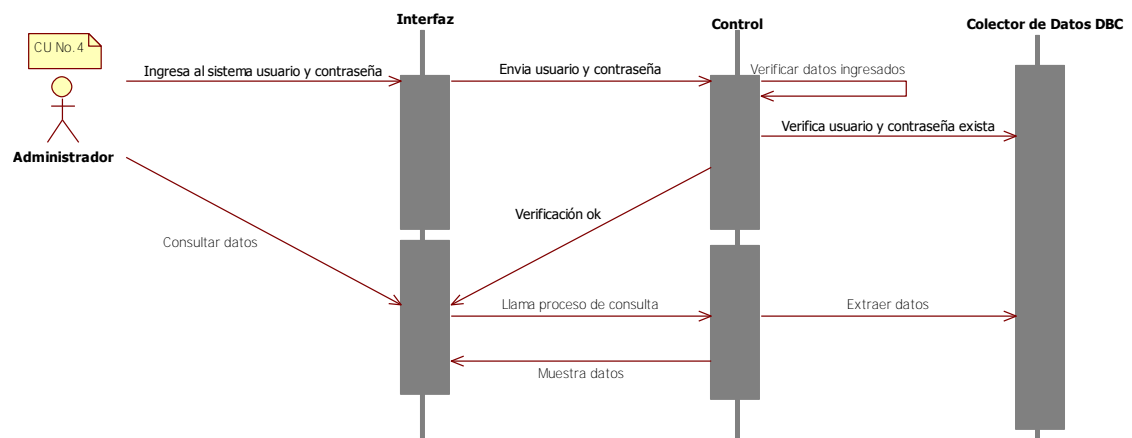 Interfaz
Control
Colector de Datos DBC
CU No. 4
Ingresa al sistema usuario y contraseña
Envia usuario y contraseña
Verificar datos ingresados
Verifica usuario y contraseña exista
Administrador
Verificación ok
Consultar datos
Llama proceso de consulta
Extraer datos
Muestra datos